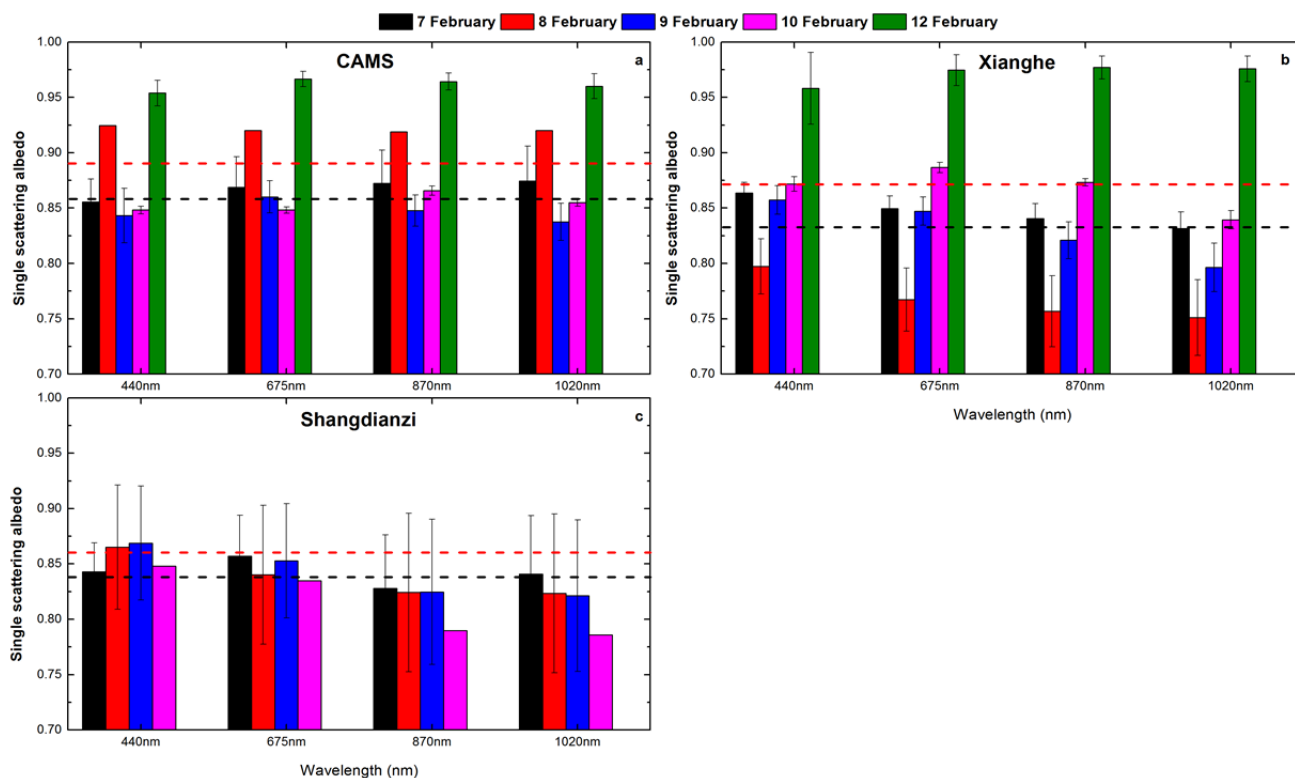 7 February 8 February 9 February 10 February 12 February
CAMS
a
1.00
0.95
0.90
0.85
0.80
0.75
0.70
Single scattering albedo
440nm 675nm 870nm 1020nm
Xianghe
b
1.00
0.95
0.90
0.85
0.80
0.75
0.70
Single scattering albedo
440nm 675nm 870nm 1020nm
Wavelength (nm)
Shangdianzi
c
1.00
0.95
0.90
0.85
0.80
0.75
0.70
Single scattering albedo
440nm 675nm 870nm 1020nm
Wavelength (nm)